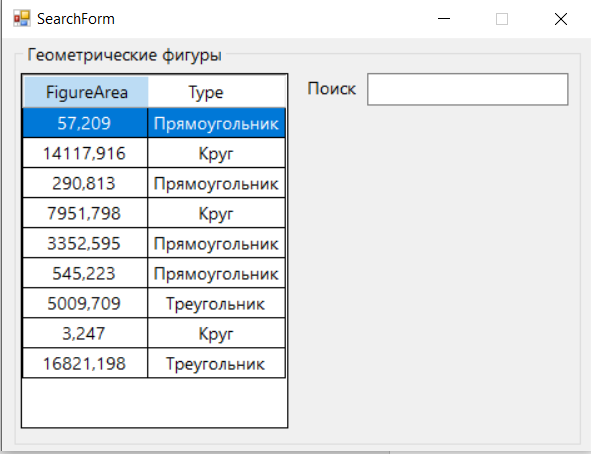 SearchForm
Геометрические фигуры
FigureArea Type
57,209 Прямоугольник
14117,916 Круг
290,813 Прямоугольник
7951,798 Круг
3352,595 Прямоугольник
545,223 Прямоугольник
5009,709 Треугольник
3,247 Круг
16821,198 Треугольник
Поиск